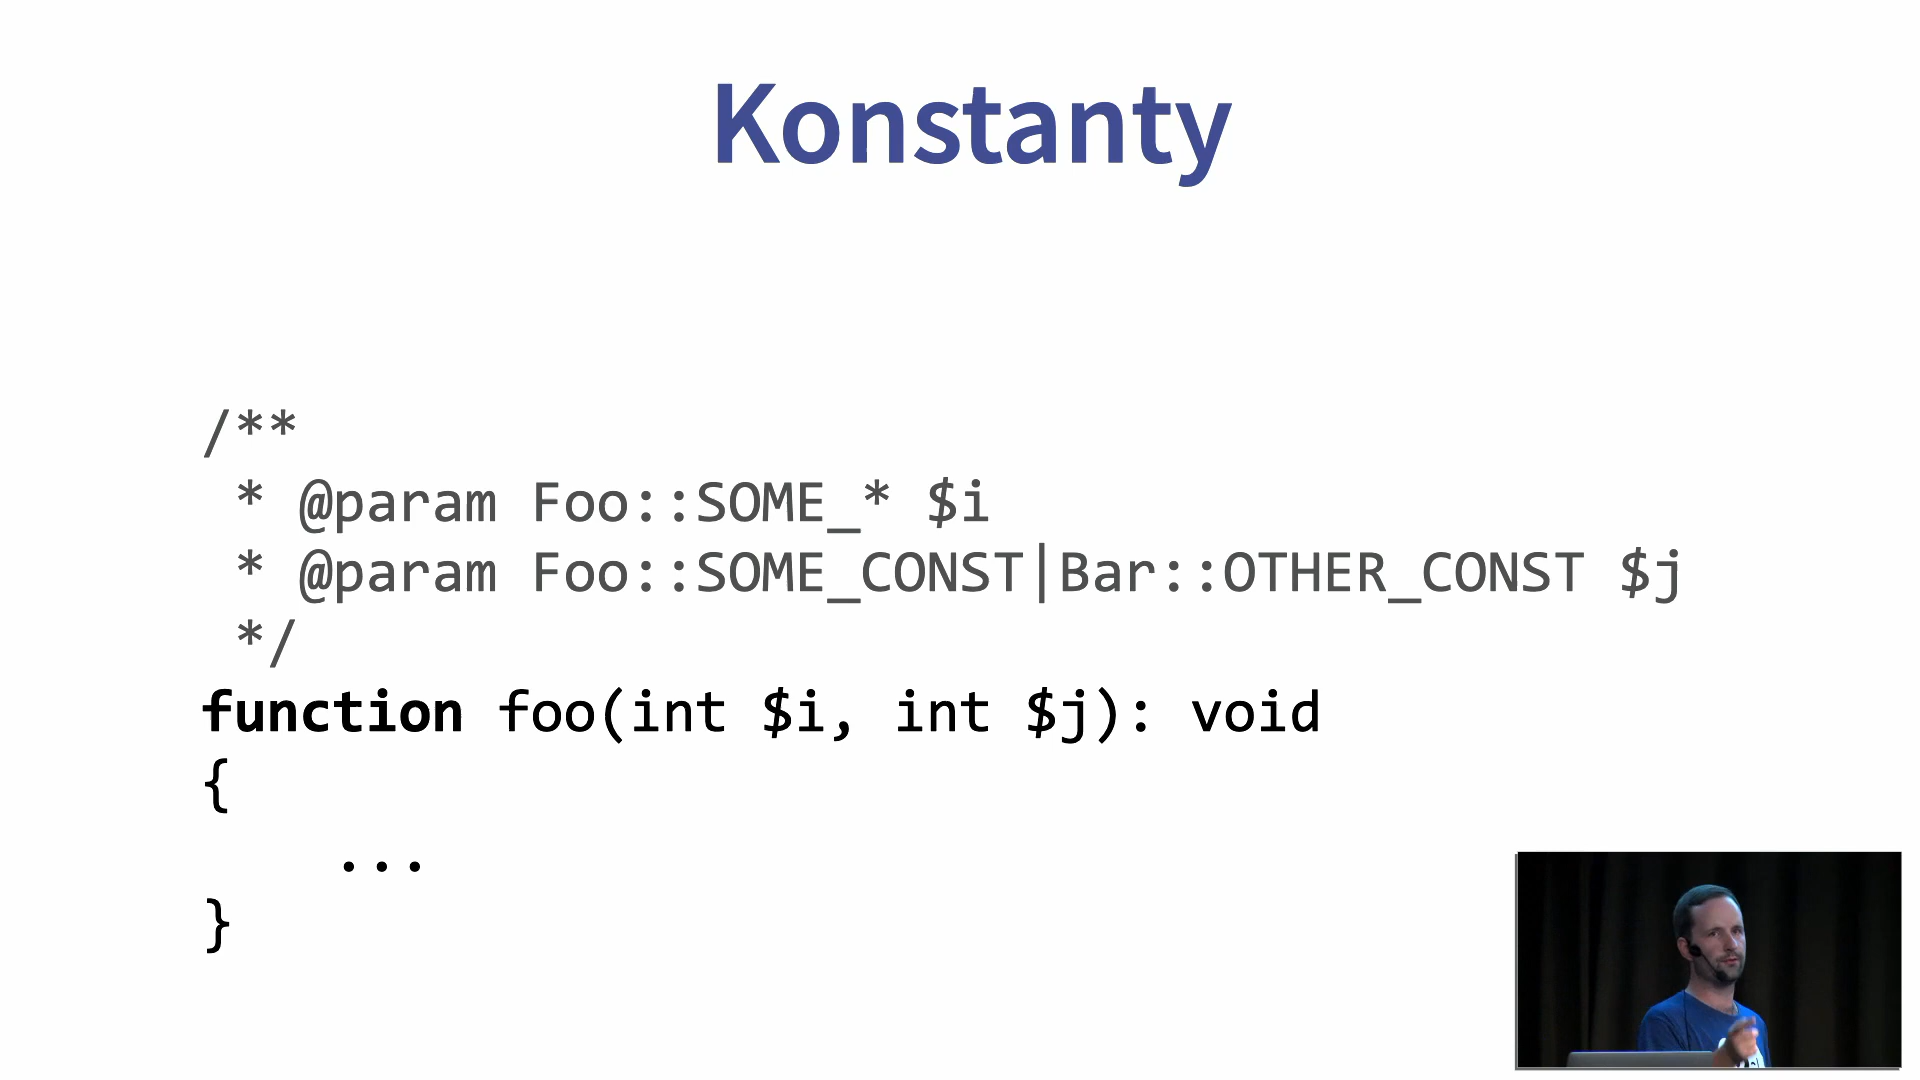 Konstanty
/**
 * @param Foo::SOME_* $i
 * @param Foo::SOME_CONST|Bar::OTHER_CONST $j
 */
function foo(int $i, int $j): void
{
    ...
}